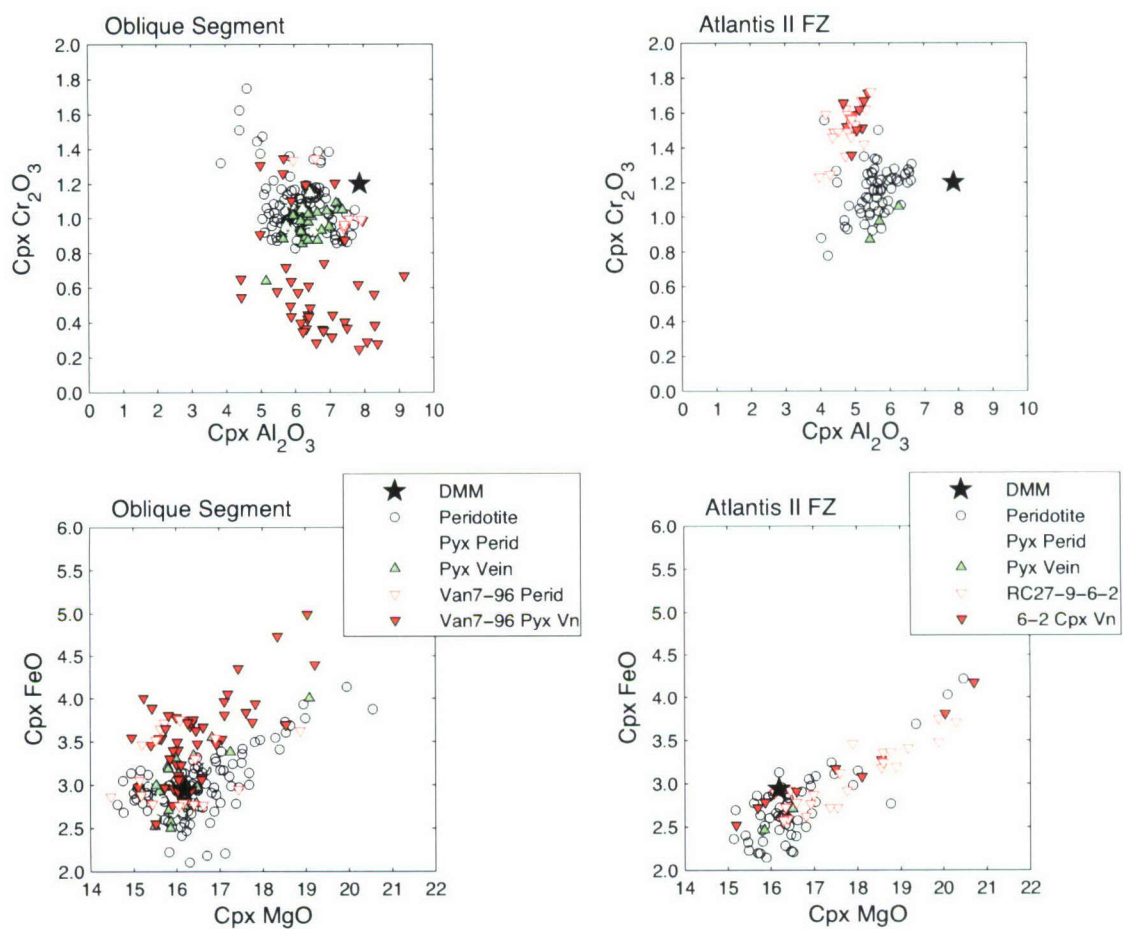 Oblique Segment
2.0
1.8
1.6
1.4
1.2
1.0
0.8
0.6
0.4
0.2
0.0
Cpx Cr2O3
0 1 2 3 4 5 6 7 8 9 10
Cpx Al2O3
Atlantis II FZ
2.0
1.8
1.6
1.4
1.2
1.0
0.8
0.6
0.4
0.2
0.0
Cpx Cr2O3
0 1 2 3 4 5 6 7 8 9 10
Cpx Al2O3
Oblique Segment
6.0
5.5
5.0
4.5
4.0
3.5
3.0
2.5
2.0
Cpx FeO
14 15 16 17 18 19 20 21 22
Cpx MgO
DMM
Peridotite
Pyx Perid
Pyx Vein
Van7-96 Perid
Van7-96 Pyx Vn
Atlantis II FZ
6.0
5.5
5.0
4.5
4.0
3.5
3.0
2.5
2.0
Cpx FeO
14 15 16 17 18 19 20 21 22
Cpx MgO
DMM
Peridotite
Pyx Perid
Pyx Vein
RC27-9-6-2
6-2 Cpx Vn